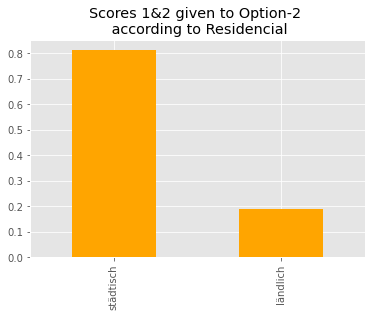 Scores 1&2 given to Option-2
according to Residencial
0.8
0.7
0.6
0.5
0.4
0.3
0.2
0.1
0.0
städtisch
ländlich